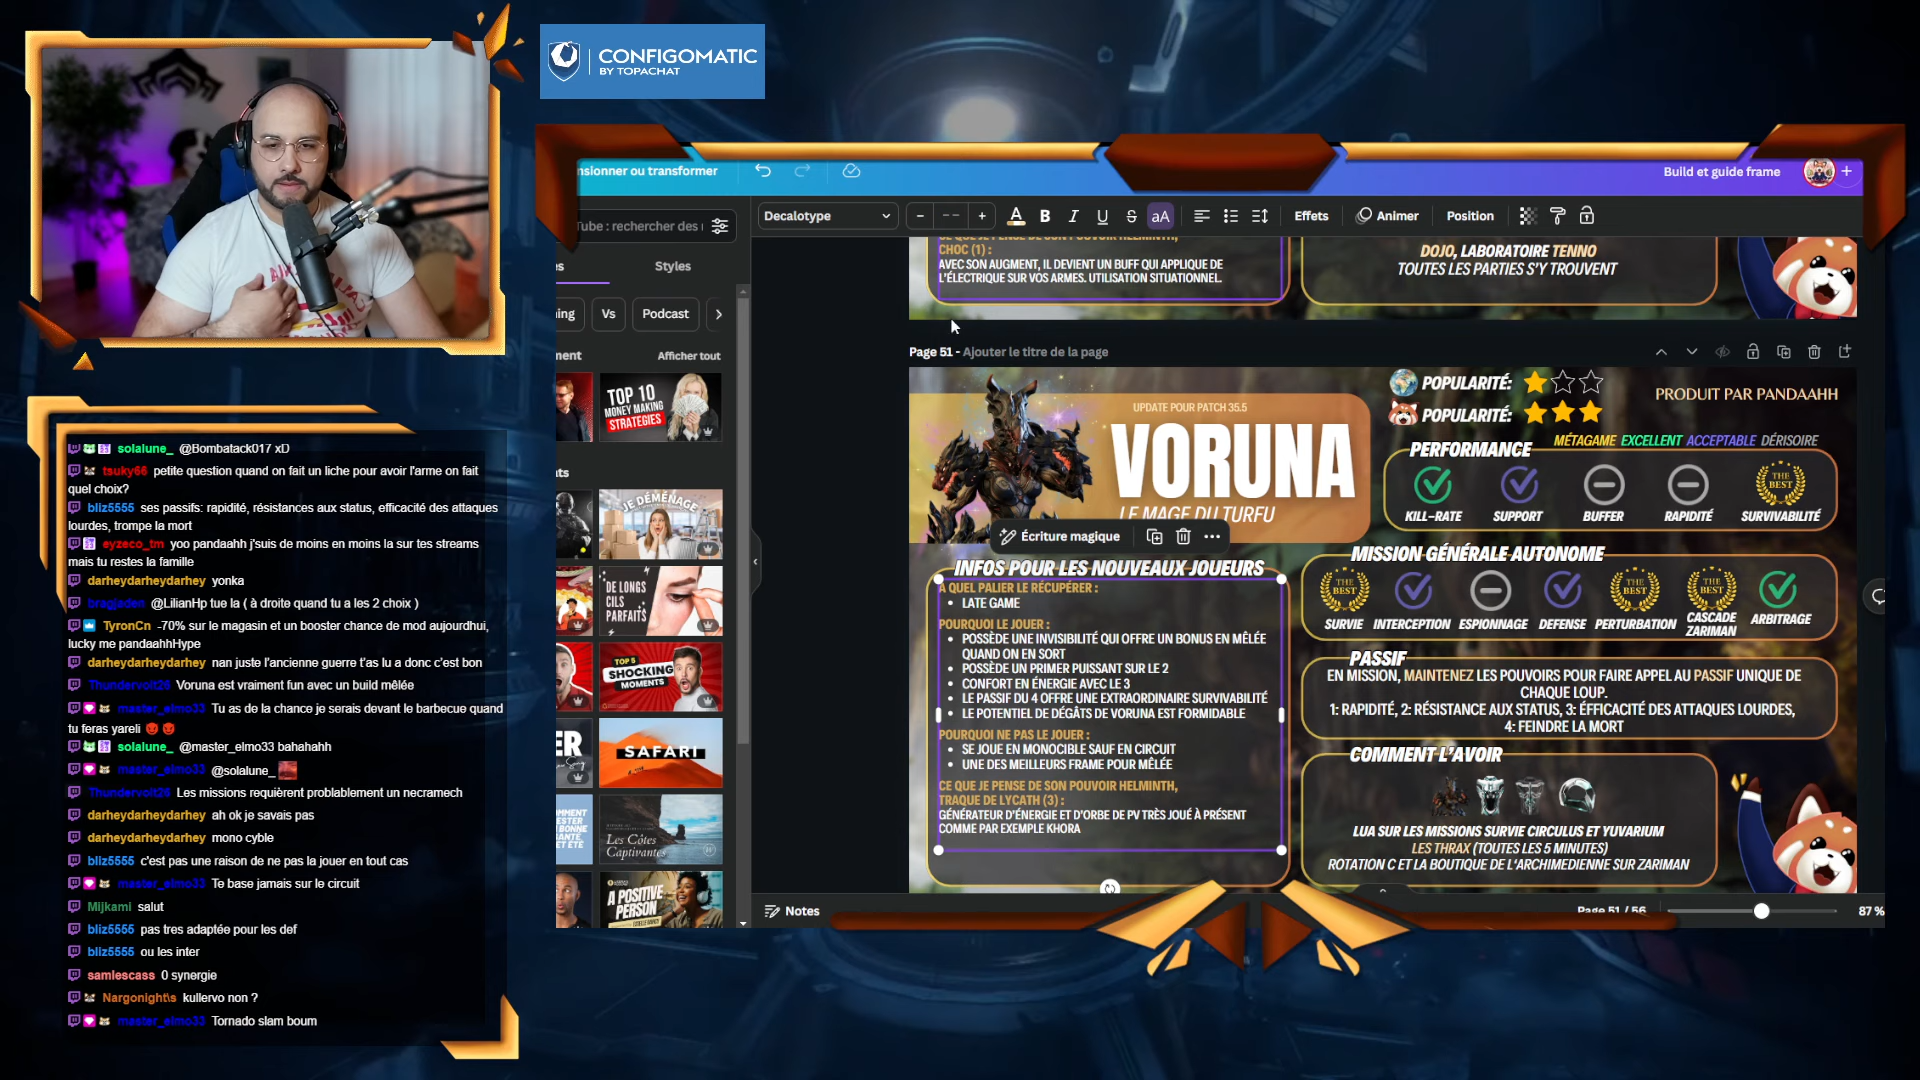 CONFIGOMATIC
BY TOPACHAT
nsionner ou transformer
Build et guide frame
Decalotype
aA
Effets
Animer
Position
Tube : rechercher des
Styles
ing
Vs
Podcast
nent
Afficher tout
TOP 10
MONEY MAKING
STRATEGIES
nts
JE DÉMÉNAGE
DE LONGS
CILS
PARFAITS
TOP 5
SHOCKING
MOMENTS
ER
SAFARI
Les Côtes
Captivantes
A POSITIVE
PERSON
CHOC (1) :
AVEC SON AUGMENT, IL DEVIENT UN BUFF QUI APPLIQUE DE
L'ÉLECTRIQUE SUR VOS ARMES. UTILISATION SITUATIONNEL.
DOJO, LABORATOIRE TENNO
TOUTES LES PARTIES S'Y TROUVENT
Page 51 - Ajouter le titre de la page
UPDATE POUR PATCH 35.5
VORUNA
LE MAGE DU TURFU
Écriture magique
POPULARITÉ:
POPULARITÉ:
PRODUIT PAR PANDAAHH
MÉTAGAME EXCELLENT ACCEPTABLE DÉRISOIRE
PERFORMANCE
THE BEST
KILL-RATE SUPPORT BUFFER RAPIDITÉ SURVIVABILITÉ
MISSION GÉNÉRALE AUTONOME
THE BEST THE BEST THE BEST
SURVIE INTERCEPTION ESPIONNAGE DEFENSE PERTURBATION CASCADE ZARIMAN ARBITRAGE
PASSIF
EN MISSION, MAINTENEZ LES POUVOIRS POUR FAIRE APPEL AU PASSIF UNIQUE DE
CHAQUE LOUP.
1: RAPIDITÉ, 2: RÉSISTANCE AUX STATUS, 3: ÉFFICACITÉ DES ATTAQUES LOURDES,
4: FEINDRE LA MORT
COMMENT L'AVOIR
LUA SUR LES MISSIONS SURVIE CIRCULUS ET YUVARIUM
LES THRAX (TOUTES LES 5 MINUTES)
ROTATION C ET LA BOUTIQUE DE L'ARCHIMEDIENNE SUR ZARIMAN
INFOS POUR LES NOUVEAUX JOUEURS
A QUEL PALIER LE RÉCUPÉRER :
• LATE GAME
POURQUOI LE JOUER :
• POSSÈDE UNE INVISIBILITÉ QUI OFFRE UN BONUS EN MÊLÉE
QUAND ON EN SORT
• POSSÈDE UN PRIMER PUISSANT SUR LE 2
• CONFORT EN ÉNERGIE AVEC LE 3
• LE PASSIF DU 4 OFFRE UNE EXTRAORDINAIRE SURVIVABILITÉ
• LE POTENTIEL DE DÉGÂTS DE VORUNA EST FORMIDABLE
POURQUOI NE PAS LE JOUER :
• SE JOUE EN MONOCIBLE SAUF EN CIRCUIT
• UNE DES MEILLEURS FRAME POUR MÊLÉE
CE QUE JE PENSE DE SON POUVOIR HELMINTH,
TRAQUE DE LYCATH (3) :
GÉNÉRATEUR D'ÉNERGIE ET D'ORBE DE PV TRÈS JOUÉ À PRÉSENT
COMME PAR EXEMPLE KHORA
Notes
Page 51 / 56
87 %
solalune_ @Bombatack017 xD
tsuky66 petite question quand on fait un liche pour avoir l'arme on fait
quel choix?
bliz5555 ses passifs: rapidité, résistances aux status, efficacité des attaques
lourdes, trompe la mort
eyzeco_tm yoo pandaahh j'suis de moins en moins la sur tes streams
mais tu restes la famille
darheydarheydarhey yonka
bragjaden @LilianHp tue la ( à droite quand tu a les 2 choix )
TyronCn -70% sur le magasin et un booster chance de mod aujourdhui,
lucky me pandaahhHype
darheydarheydarhey nan juste l'ancienne guerre t'as lu a donc c'est bon
Thundervolt26 Voruna est vraiment fun avec un build mêlée
master_elmo33 Tu as de la chance je serais devant le barbecue quand
tu feras yareli
solalune_ @master_elmo33 bahahahh
master_elmo33 @solalune_
Thundervolt26 Les missions requièrent problablement un necramech
darheydarheydarhey ah ok je savais pas
darheydarheydarhey mono cyble
bliz5555 c'est pas une raison de ne pas la jouer en tout cas
master_elmo33 Te base jamais sur le circuit
Mijkami salut
bliz5555 pas tres adaptée pour les def
bliz5555 ou les inter
samlescass 0 synergie
Nargonight\s kullervo non ?
master_elmo33 Tornado slam boum